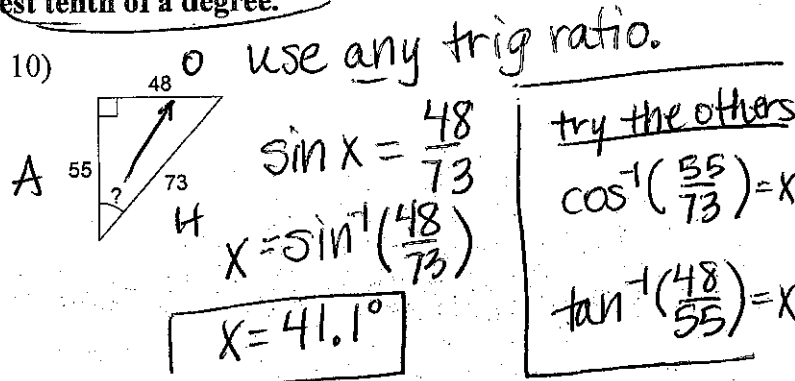 est tenth of a degree.
10) O use any trig ratio.
48
A 55 ? 73 H
sin x = 48/73
x = sin⁻¹(48/73)
x = 41.1°
try the others
cos⁻¹(55/73) = x
tan⁻¹(48/55) = x